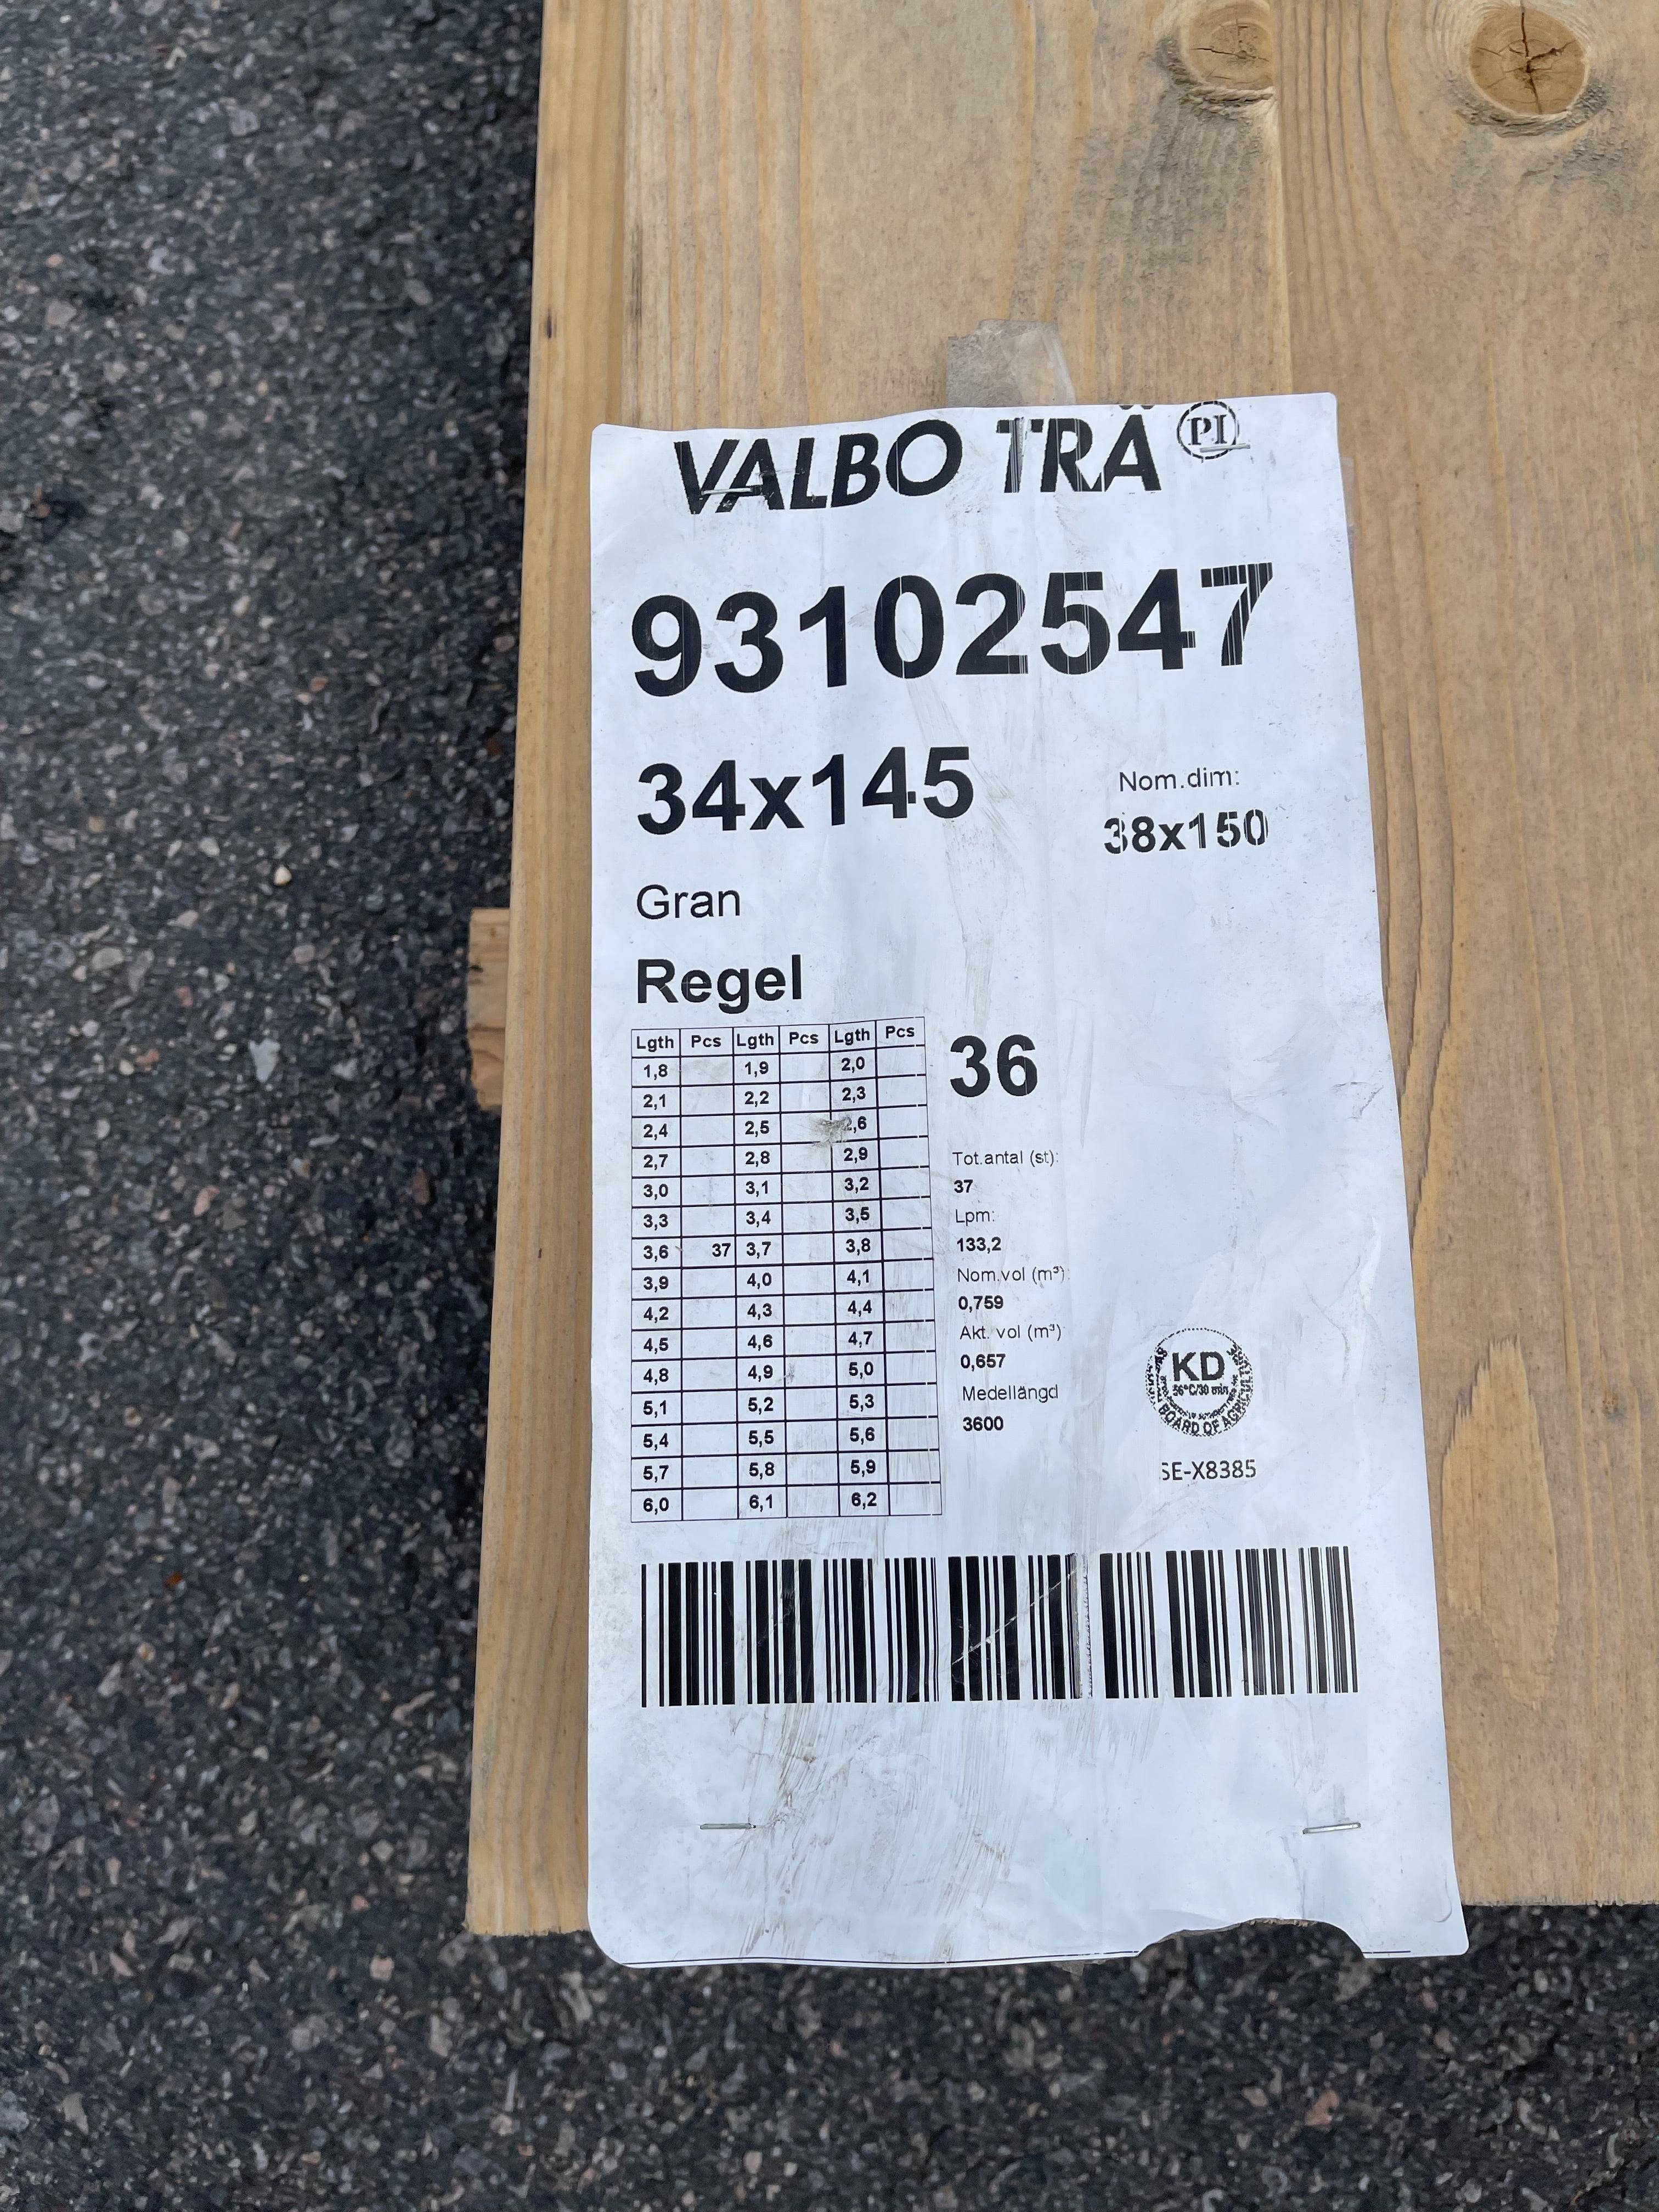 VALBO TRÄ PI
93102547
34x145
Nom.dim:
38x150
Gran
Regel
Lgth Pcs Lgth Pcs Lgth Pcs
1,8 1,9 2,0
2,1 2,2 2,3
2,4 2,5 2,6
2,7 2,8 2,9
3,0 3,1 3,2
3,3 3,4 3,5
3,6 37 3,7 3,8
3,9 4,0 4,1
4,2 4,3 4,4
4,5 4,6 4,7
4,8 4,9 5,0
5,1 5,2 5,3
5,4 5,5 5,6
5,7 5,8 5,9
6,0 6,1 6,2
36
Tot.antal (st):
37
Lpm:
133,2
Nom.vol (m³):
0,759
Akt. vol (m³)
0,657
Medellängd
3600
KD
56°C/30 min
BOARD OF AGRICULTURE
SE-X8385